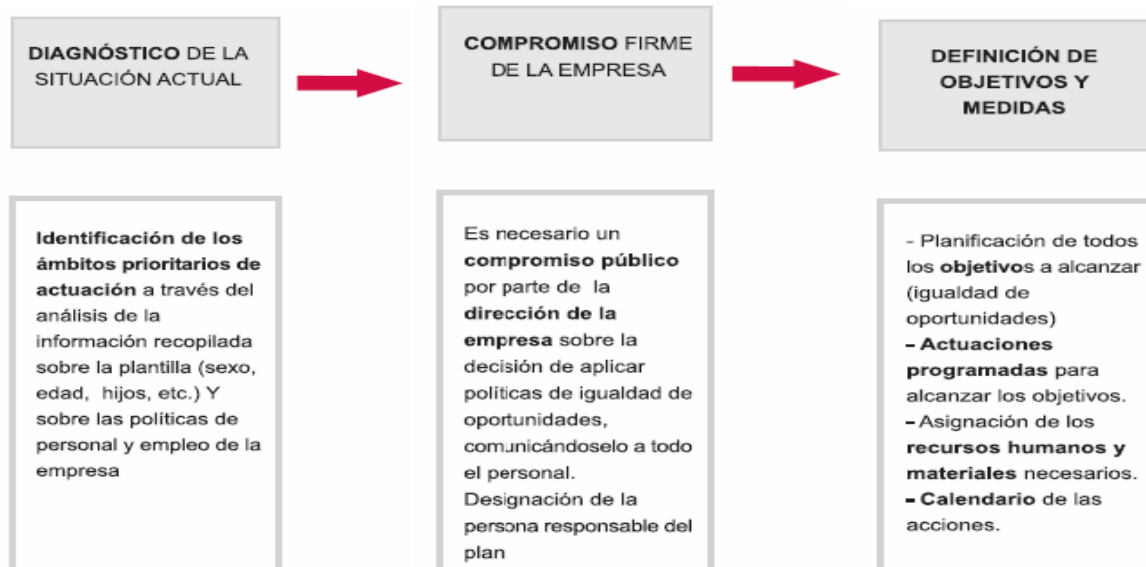 DIAGNÓSTICO DE LA
SITUACIÓN ACTUAL
COMPROMISO FIRME
DE LA EMPRESA
DEFINICIÓN DE
OBJETIVOS Y
MEDIDAS
Identificación de los
ámbitos prioritarios de
actuación a través del
análisis de la
información recopilada
sobre la plantilla (sexo,
edad, hijos, etc.) Y
sobre las políticas de
personal y empleo de la
empresa
Es necesario un
compromiso público
por parte de la
dirección de la
empresa sobre la
decisión de aplicar
políticas de igualdad de
oportunidades,
comunicándoselo a todo
el personal.
Designación de la
persona responsable del
plan
- Planificación de todos
los objetivos a alcanzar
(igualdad de
oportunidades)
- Actuaciones
programadas para
alcanzar los objetivos.
- Asignación de los
recursos humanos y
materiales necesarios.
- Calendario de las
acciones.